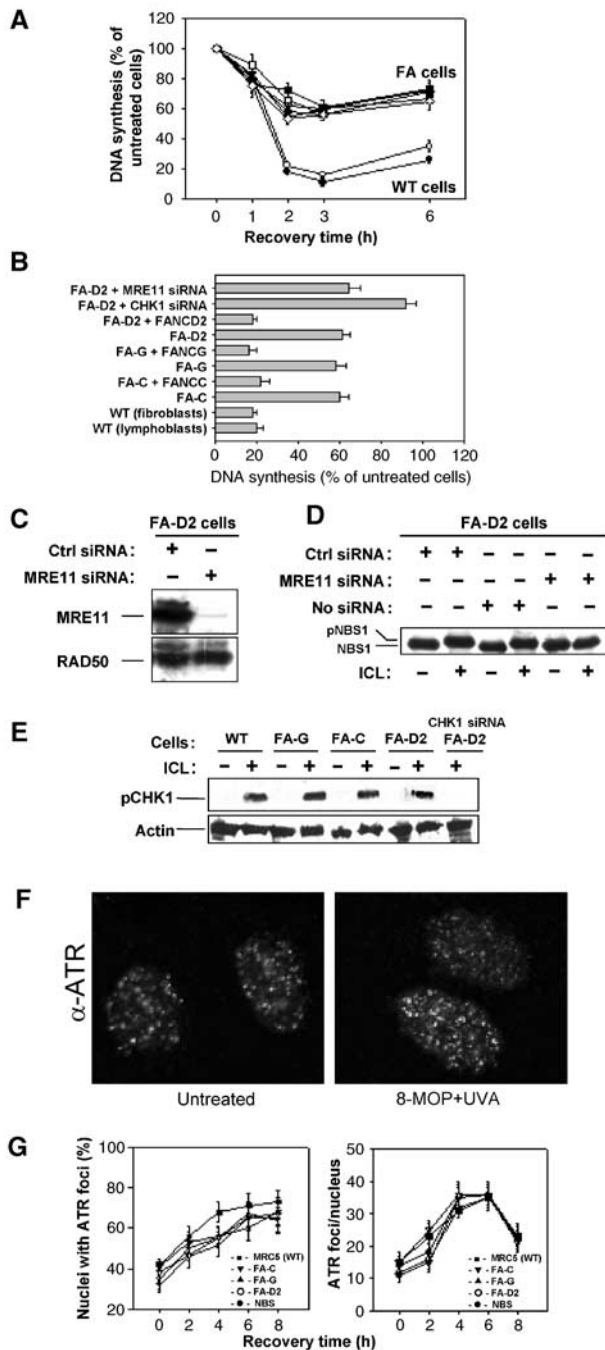 A
DNA synthesis (% of
untreated cells)
120
100
80
60
40
20
0
FA cells
WT cells
0 1 2 3 6
Recovery time (h)
B
FA-D2 + MRE11 siRNA
FA-D2 + CHK1 siRNA
FA-D2 + FANCD2
FA-D2
FA-G + FANCG
FA-G
FA-C + FANCC
FA-C
WT (fibroblasts)
WT (lymphoblasts)
0 20 40 60 80 100 120
DNA synthesis (% of untreated cells)
C
FA-D2 cells
Ctrl siRNA: + –
MRE11 siRNA: – +
MRE11
RAD50
D
FA-D2 cells
Ctrl siRNA: + + – – – –
MRE11 siRNA: – – – – + +
No siRNA: – – + + – –
pNBS1
NBS1
ICL: – + – + – +
E
Cells: WT FA-G FA-C FA-D2 CHK1 siRNA FA-D2
ICL: – + – + – + – + +
pCHK1
Actin
F
α-ATR
Untreated
8-MOP+UVA
G
Nuclei with ATR foci (%)
100
80
60
40
20
MRC5 (WT)
FA-C
FA-G
FA-D2
NBS
0 2 4 6 8
ATR foci/nucleus
50
40
30
20
10
0
MRC5 (WT)
FA-C
FA-G
FA-D2
NBS
0 2 4 6 8
Recovery time (h)